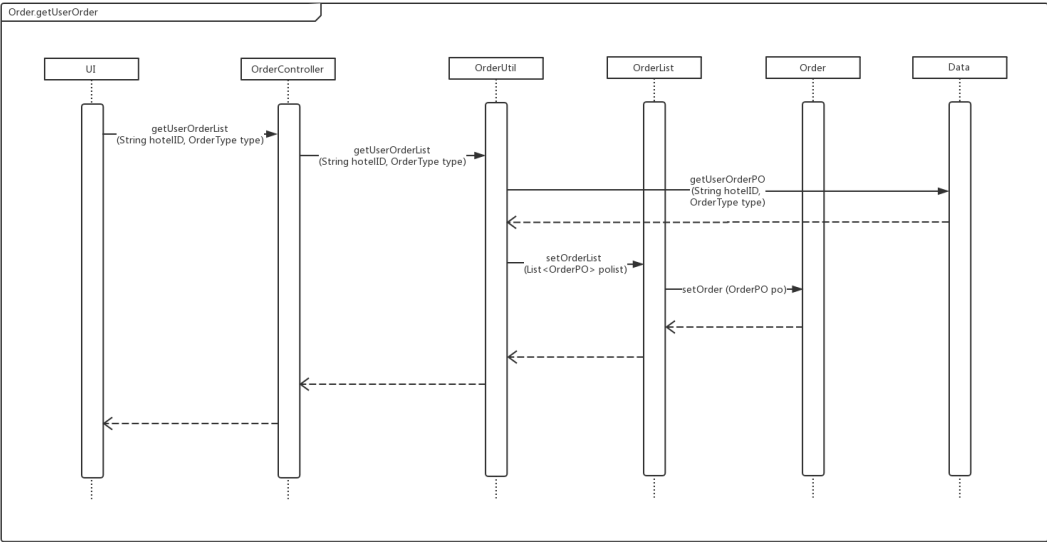 Order.getUserOrder
UI
OrderController
OrderUtil
OrderList
Order
Data
getUserOrderList
(String hotelID, OrderType type)
getUserOrderList
(String hotelID, OrderType type)
getUserOrderPO
(String hotelID,
OrderType type)
setOrderList
(List<OrderPO> polist)
setOrder (OrderPO po)